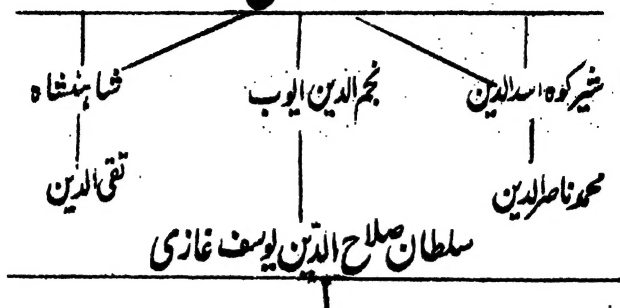 شیرکوہ اسدالدین نجم الدین ایوب شاہنشاہ
محمد ناصرالدین تقی الدین
سلطان صلاح الدین یوسف غازی